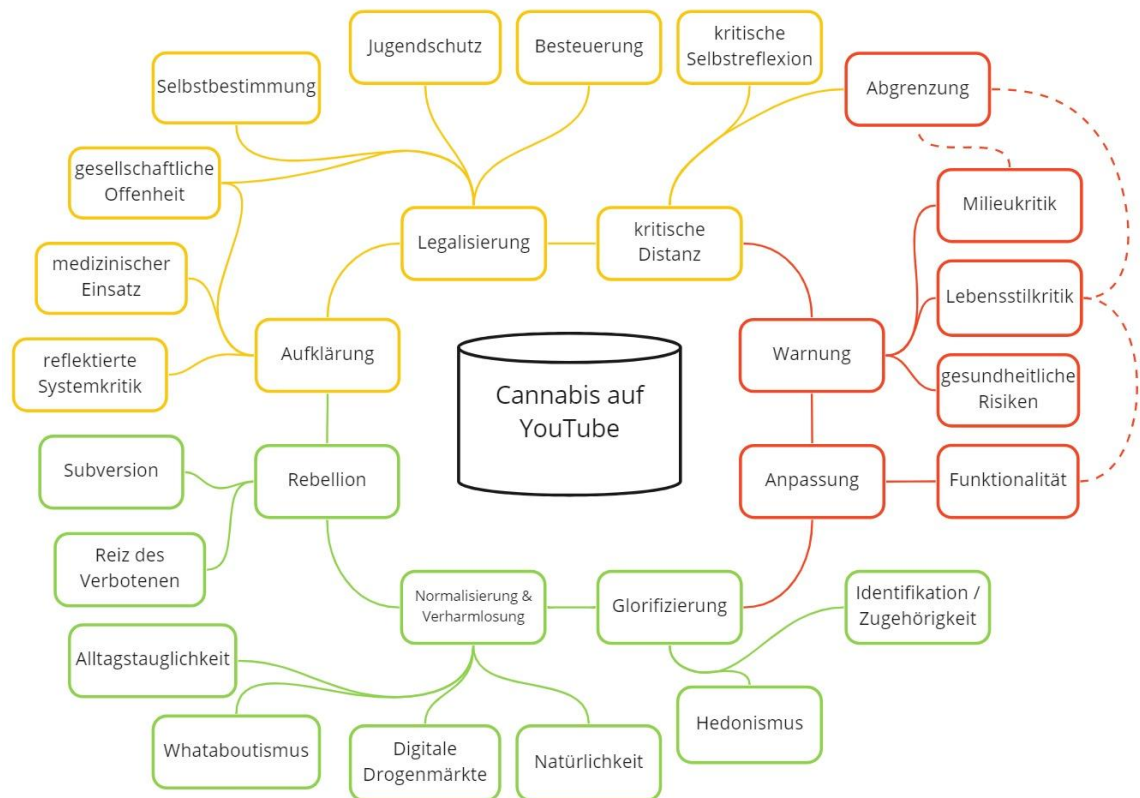 Jugendschutz
Besteuerung
kritische
Selbstreflexion
Selbstbestimmung
Abgrenzung
gesellschaftliche
Offenheit
Milieukritik
Legalisierung
kritische
Distanz
medizinischer
Einsatz
Lebensstilkritik
reflektierte
Systemkritik
Aufklärung
Cannabis auf
YouTube
Warnung
gesundheitliche
Risiken
Subversion
Rebellion
Anpassung
Funktionalität
Reiz des
Verbotenen
Normalisierung &
Verharmlosung
Glorifizierung
Identifikation /
Zugehörigkeit
Alltagstauglichkeit
Whataboutismus
Digitale
Drogenmärkte
Natürlichkeit
Hedonismus